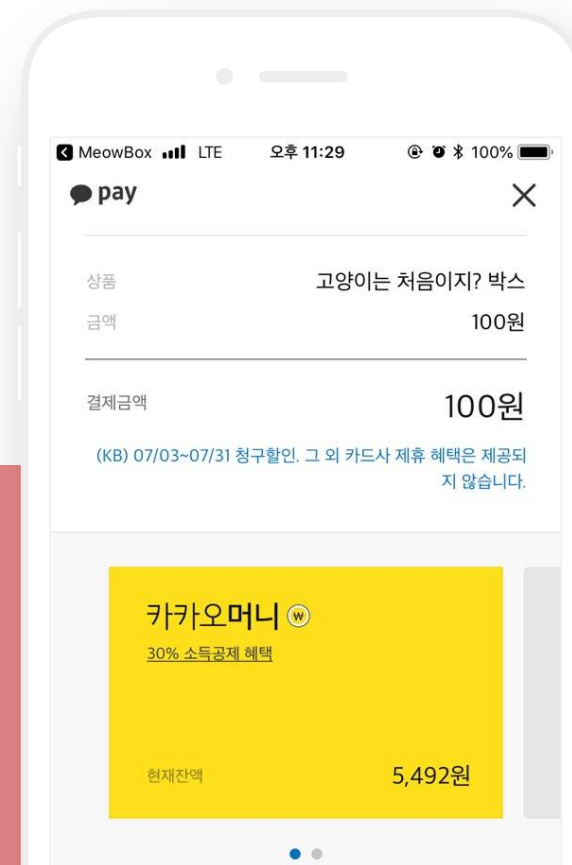 MeowBox LTE 오후 11:29 100%
pay
상품 고양이는 처음이지? 박스
금액 100원
결제금액 100원
(KB) 07/03~07/31 청구할인. 그 외 카드사 제휴 혜택은 제공되
지 않습니다.
카카오머니 ₩
30% 소득공제 혜택
현재잔액 5,492원